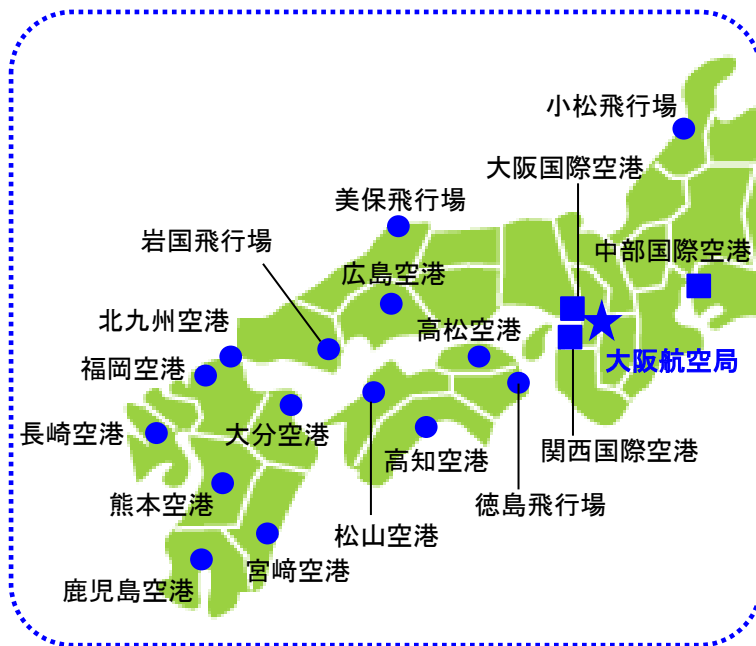 小松飛行場
大阪国際空港
美保飛行場
岩国飛行場
中部国際空港
広島空港
北九州空港
高松空港
福岡空港
大阪航空局
長崎空港
大分空港
高知空港
関西国際空港
熊本空港
徳島飛行場
松山空港
宮﨑空港
鹿児島空港